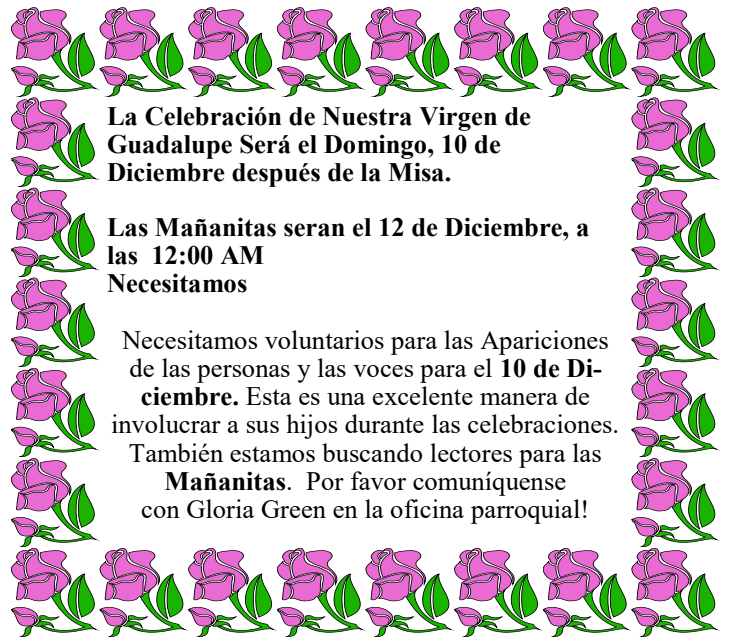 La Celebración de Nuestra Virgen de
Guadalupe Será el Domingo, 10 de
Diciembre después de la Misa.
Las Mañanitas seran el 12 de Diciembre, a
las  12:00 AM
Necesitamos
Necesitamos voluntarios para las Apariciones
de las personas y las voces para el 10 de Di-
ciembre. Esta es una excelente manera de
involucrar a sus hijos durante las celebraciones.
También estamos buscando lectores para las
Mañanitas.  Por favor comuníquense
con Gloria Green en la oficina parroquial!